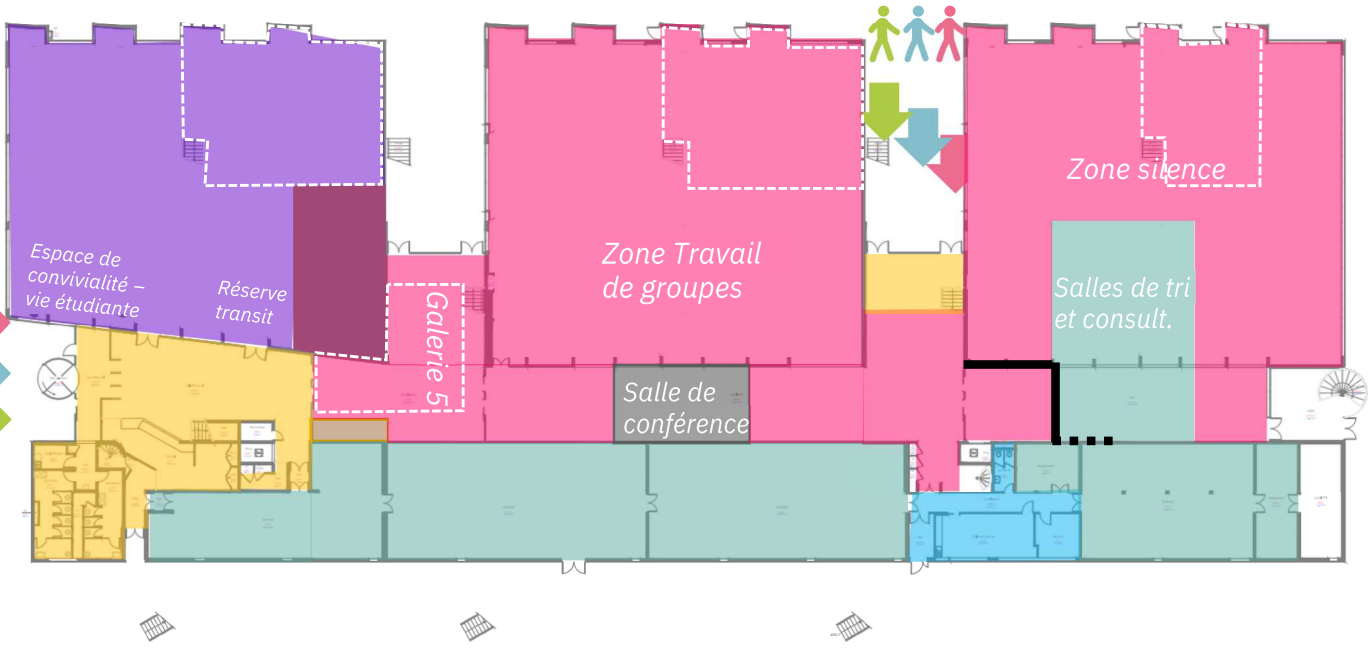 Espace de
convivialité –
vie étudiante
Réserve
transit
Galerie 5
Zone Travail
de groupes
Salle de
conférence
Zone silence
Salles de tri
et consult.